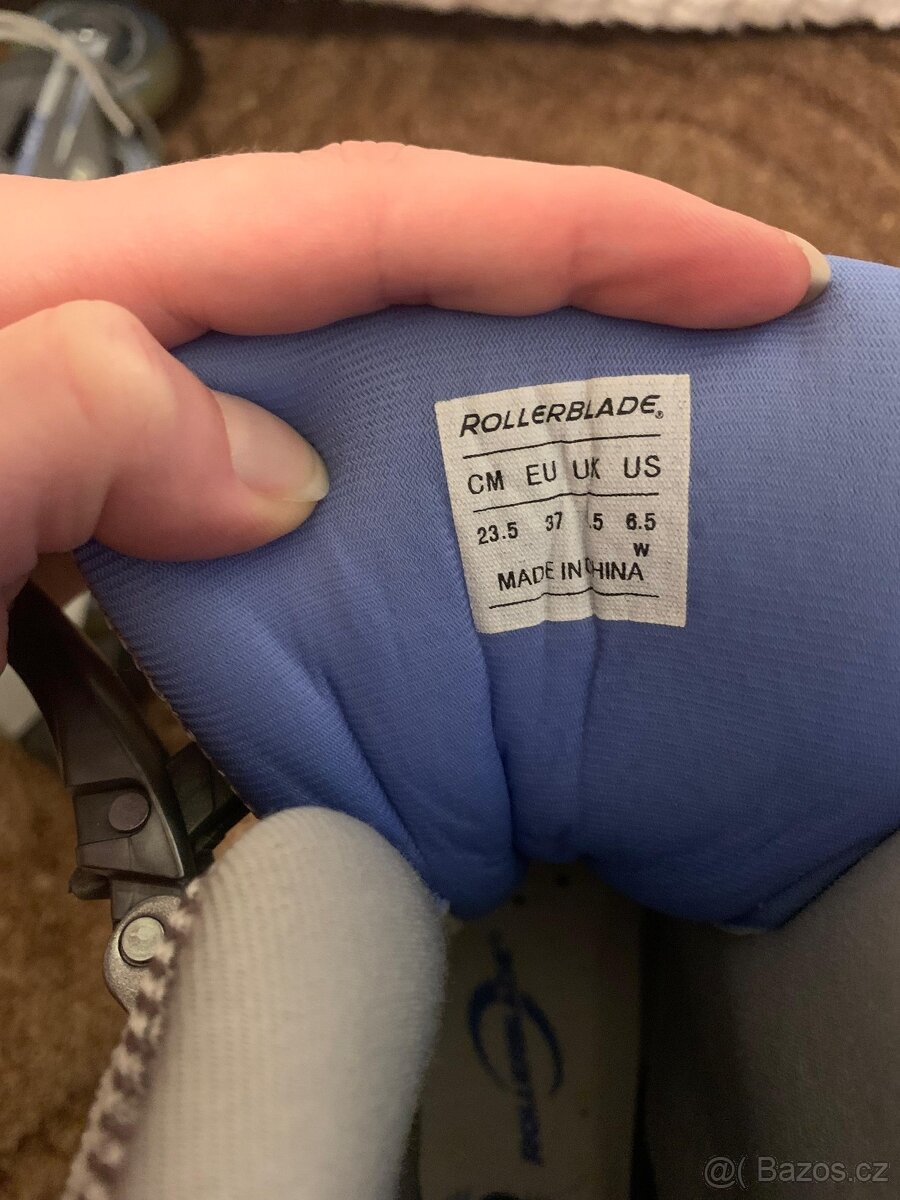 ROLLERBLADE®
CM EU UK US
23.5 37 .5 6.5
W
MADE IN CHINA
@( Bazos.cz